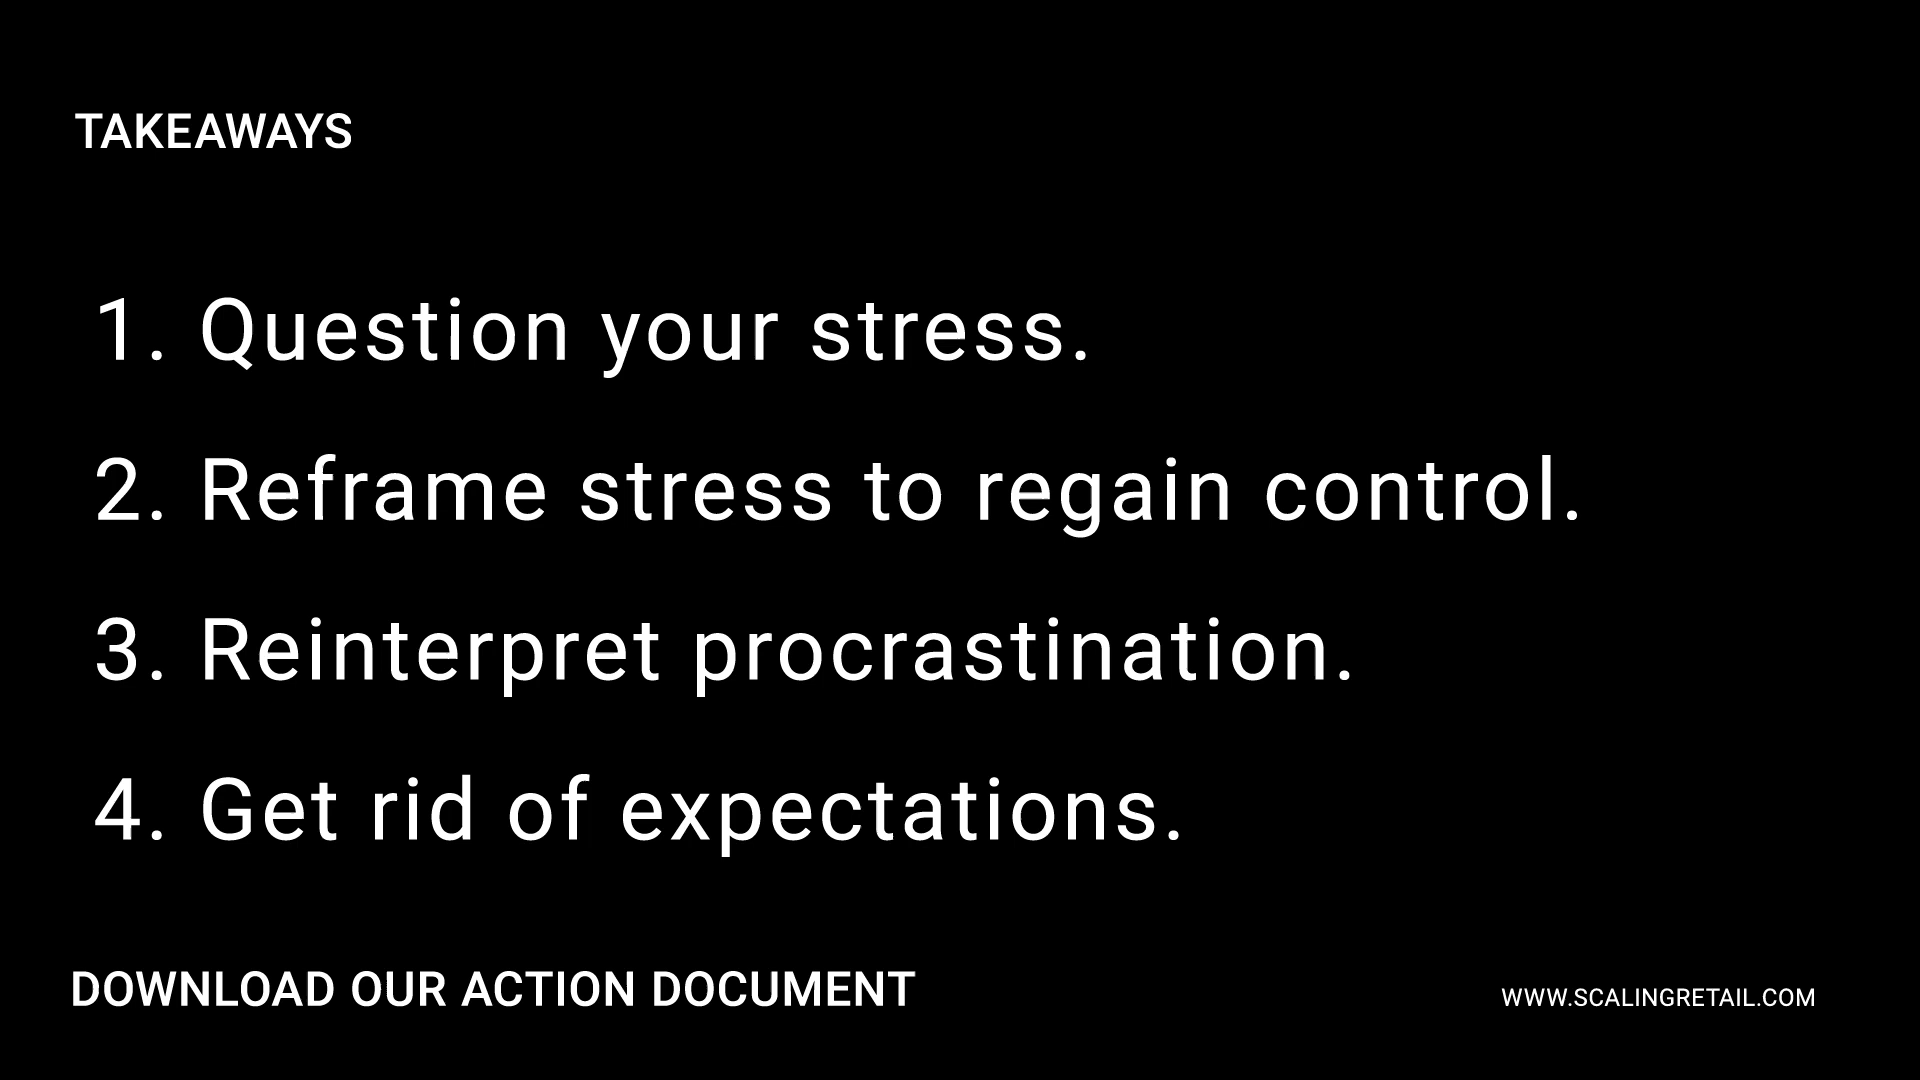 TAKEAWAYS
1. Question your stress.
2. Reframe stress to regain control.
3. Reinterpret procrastination.
4. Get rid of expectations.
DOWNLOAD OUR ACTION DOCUMENT
WWW.SCALINGRETAIL.COM